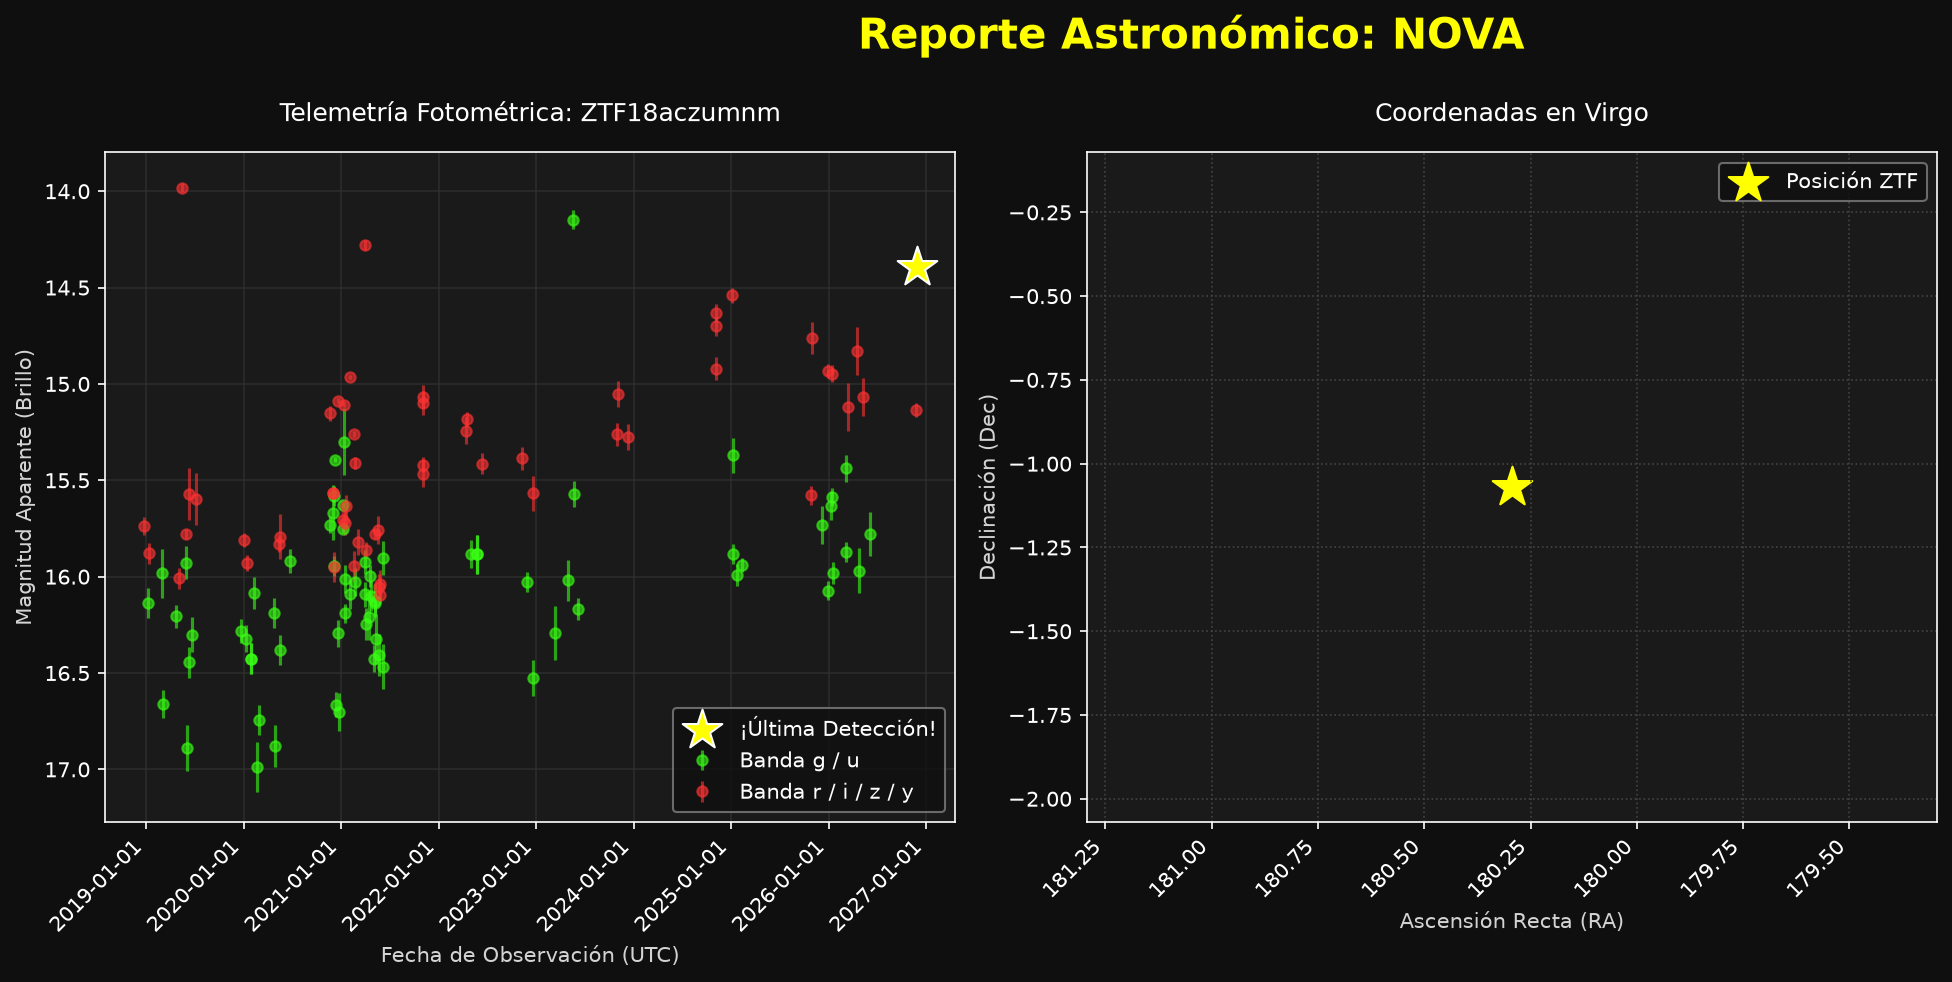 Reporte Astronómico: NOVA
Telemetría Fotométrica: ZTF18aczumnm
Magnitud Aparente (Brillo)
14.0
14.5
15.0
15.5
16.0
16.5
17.0
¡Última Detección!
Banda g / u
Banda r / i / z / y
2019-01-01
2020-01-01
2021-01-01
2022-01-01
2023-01-01
2024-01-01
2025-01-01
2026-01-01
2027-01-01
Fecha de Observación (UTC)
Coordenadas en Virgo
Posición ZTF
Declinación (Dec)
−0.25
−0.50
−0.75
−1.00
−1.25
−1.50
−1.75
−2.00
181.25
181.00
180.75
180.50
180.25
180.00
179.75
179.50
Ascensión Recta (RA)